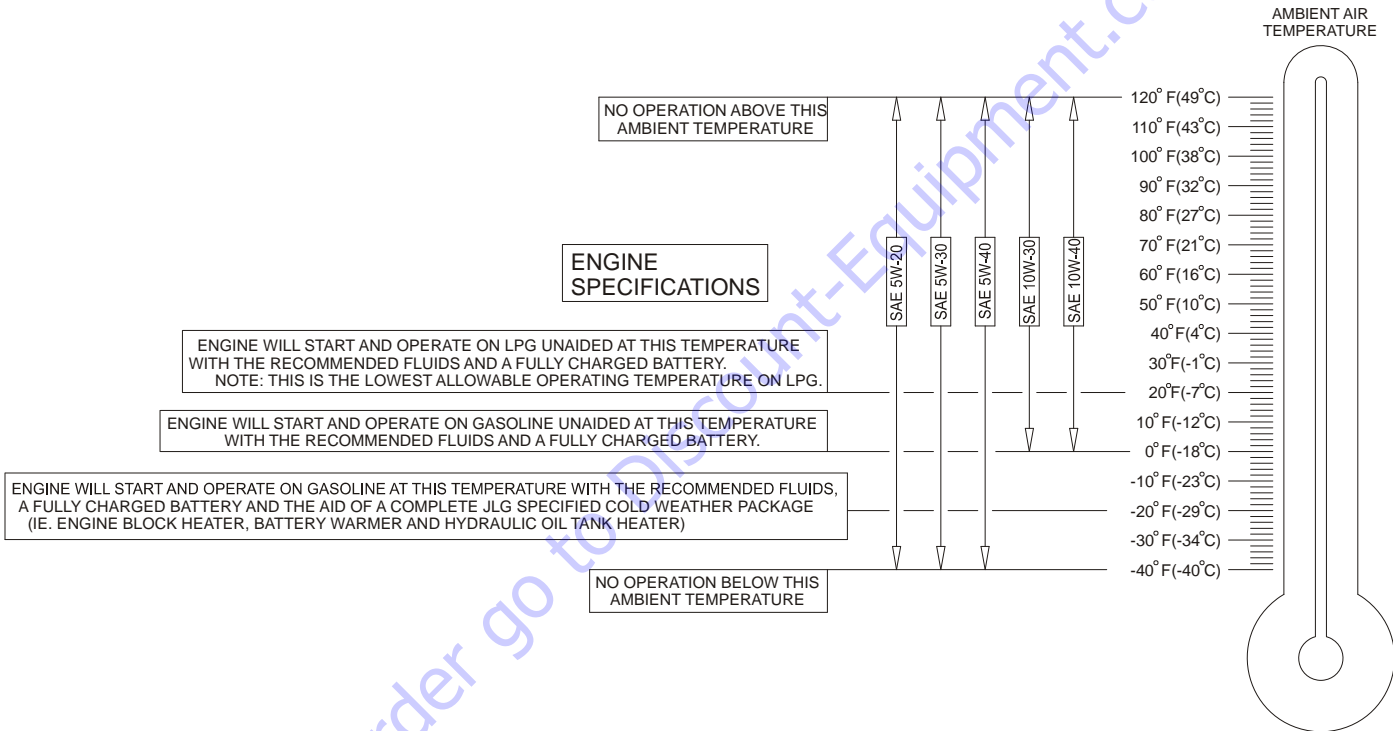 AMBIENT AIR
TEMPERATURE
NO OPERATION ABOVE THIS
AMBIENT TEMPERATURE
120° F(49°C)
110° F(43°C)
100° F(38°C)
90° F(32°C)
80° F(27°C)
70° F(21°C)
60° F(16°C)
50° F(10°C)
40° F(4°C)
30°F(-1°C)
20°F(-7°C)
10° F(-12°C)
0° F(-18°C)
-10° F(-23°C)
-20° F(-29°C)
-30° F(-34°C)
-40° F(-40°C)
SAE 5W-20
SAE 5W-30
SAE 5W-40
SAE 10W-30
SAE 10W-40
ENGINE
SPECIFICATIONS
ENGINE WILL START AND OPERATE ON LPG UNAIDED AT THIS TEMPERATURE
WITH THE RECOMMENDED FLUIDS AND A FULLY CHARGED BATTERY.
NOTE: THIS IS THE LOWEST ALLOWABLE OPERATING TEMPERATURE ON LPG.
ENGINE WILL START AND OPERATE ON GASOLINE UNAIDED AT THIS TEMPERATURE
WITH THE RECOMMENDED FLUIDS AND A FULLY CHARGED BATTERY.
ENGINE WILL START AND OPERATE ON GASOLINE AT THIS TEMPERATURE WITH THE RECOMMENDED FLUIDS,
A FULLY CHARGED BATTERY AND THE AID OF A COMPLETE JLG SPECIFIED COLD WEATHER PACKAGE
(IE. ENGINE BLOCK HEATER, BATTERY WARMER AND HYDRAULIC OIL TANK HEATER)
NO OPERATION BELOW THIS
AMBIENT TEMPERATURE
go to Discount-Equipment.c